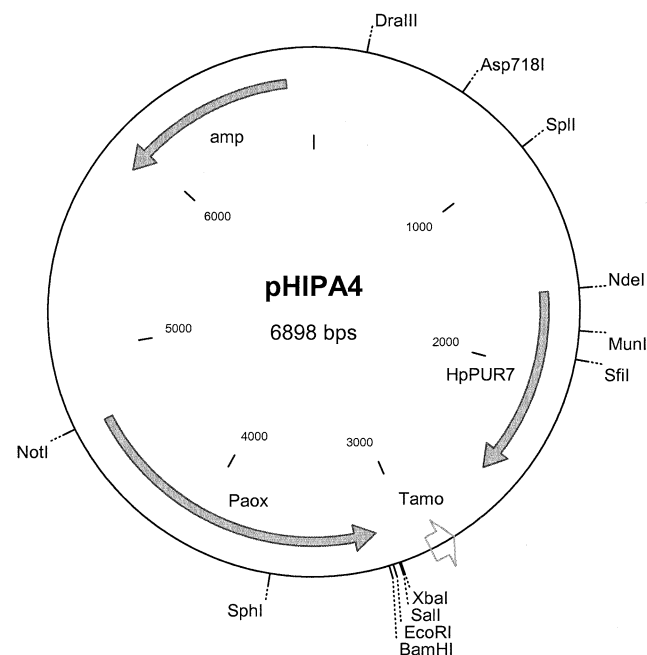 DraIII
Asp718I
SplI
amp
6000
1000
NdeI
pHIPA4
6898 bps
5000
2000
MunI
HpPUR7
SfiI
4000
3000
NotI
Paox
Tamo
SphI
XbaI
SalI
EcoRI
BamHI